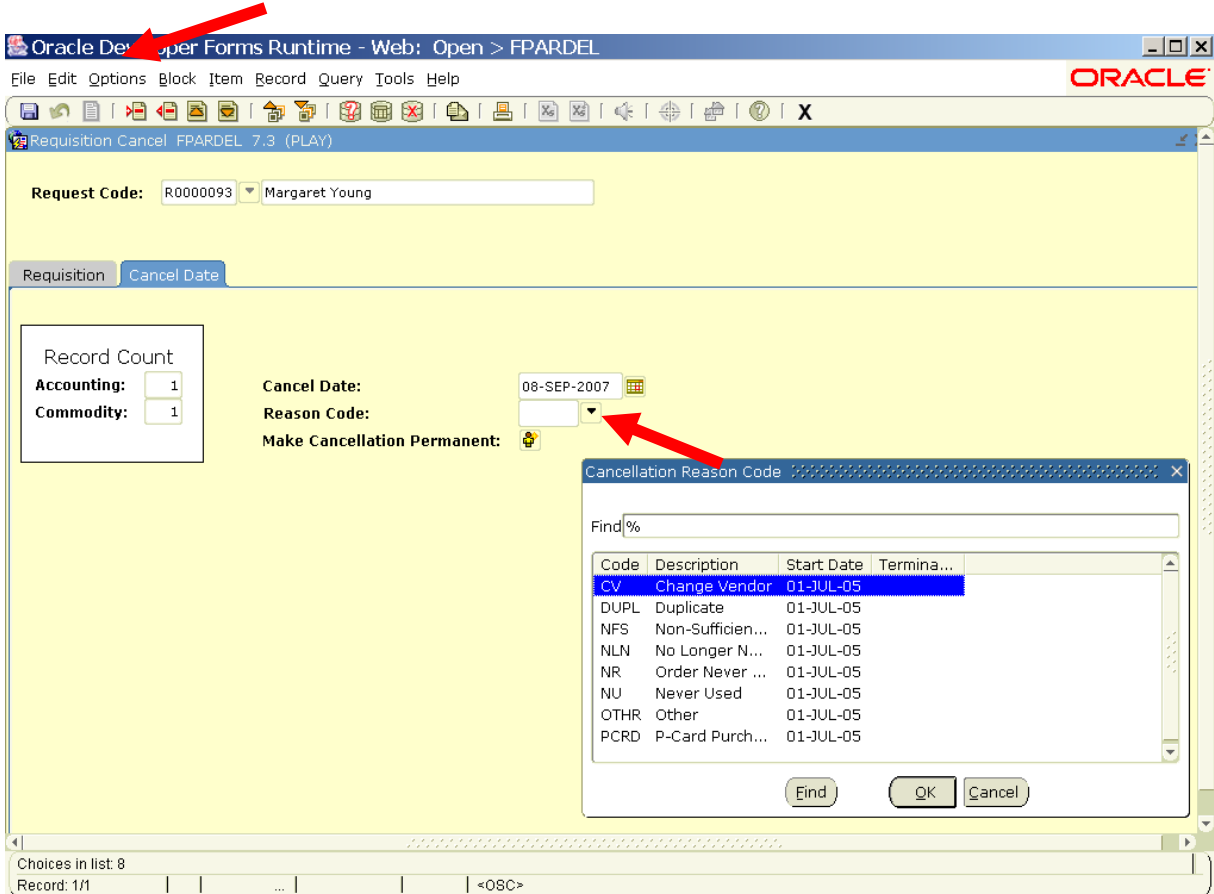 Oracle Developer Forms Runtime - Web: Open > FPARDEL
File Edit Options Block Item Record Query Tools Help
ORACLE
X
Requisition Cancel FPARDEL 7.3 (PLAY)
Request Code: R0000093 Margaret Young
Requisition Cancel Date
Record Count
Accounting: 1
Commodity: 1
Cancel Date: 08-SEP-2007
Reason Code:
Make Cancellation Permanent:
Cancellation Reason Code
Find %
Code Description Start Date Termina...
CV Change Vendor 01-JUL-05
DUPL Duplicate 01-JUL-05
NFS Non-Sufficien... 01-JUL-05
NLN No Longer N... 01-JUL-05
NR Order Never ... 01-JUL-05
NU Never Used 01-JUL-05
OTHR Other 01-JUL-05
PCRD P-Card Purch... 01-JUL-05
Find OK Cancel
Choices in list: 8
Record: 1/1 ... <OSC>